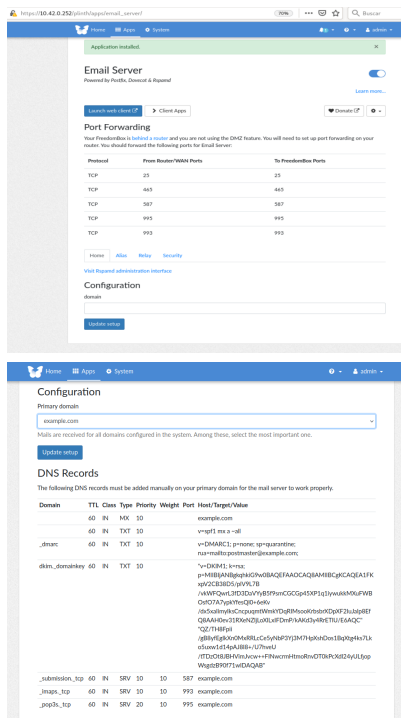 https://10.42.0.252/plinth/apps/email_server/ 70% Buscar
Home Apps System admin
Application installed. ×
Email Server
Powered by Postfix, Dovecot & Rspamd
Learn more...
Launch web client > Client Apps Donate
Port Forwarding
Your FreedomBox is behind a router and you are not using the DMZ feature. You will need to set up port forwarding on your
router. You should forward the following ports for Email Server:
Protocol From Router/WAN Ports To FreedomBox Ports
TCP 25 25
TCP 465 465
TCP 587 587
TCP 995 995
TCP 993 993
Home Alias Relay Security
Visit Rspamd administration interface
Configuration
domain
Update setup
Home Apps System admin
Configuration
Primary domain
example.com
Mails are received for all domains configured in the system. Among these, select the most important one.
Update setup
DNS Records
The following DNS records must be added manually on your primary domain for the mail server to work properly.
Domain TTL Class Type Priority Weight Port Host/Target/Value
60 IN MX 10 example.com
60 IN TXT 10 v=spf1 mx a ~all
_dmarc 60 IN TXT 10 v=DMARC1; p=none; sp=quarantine;
rua=mailto:postmaster@example.com;
dkim._domainkey 60 IN TXT 10 "v=DKIM1; k=rsa;
_submission._tcp 60 IN SRV 10 10 587 example.com
_imaps._tcp 60 IN SRV 10 10 993 example.com
_pop3s._tcp 60 IN SRV 20 10 995 example.com